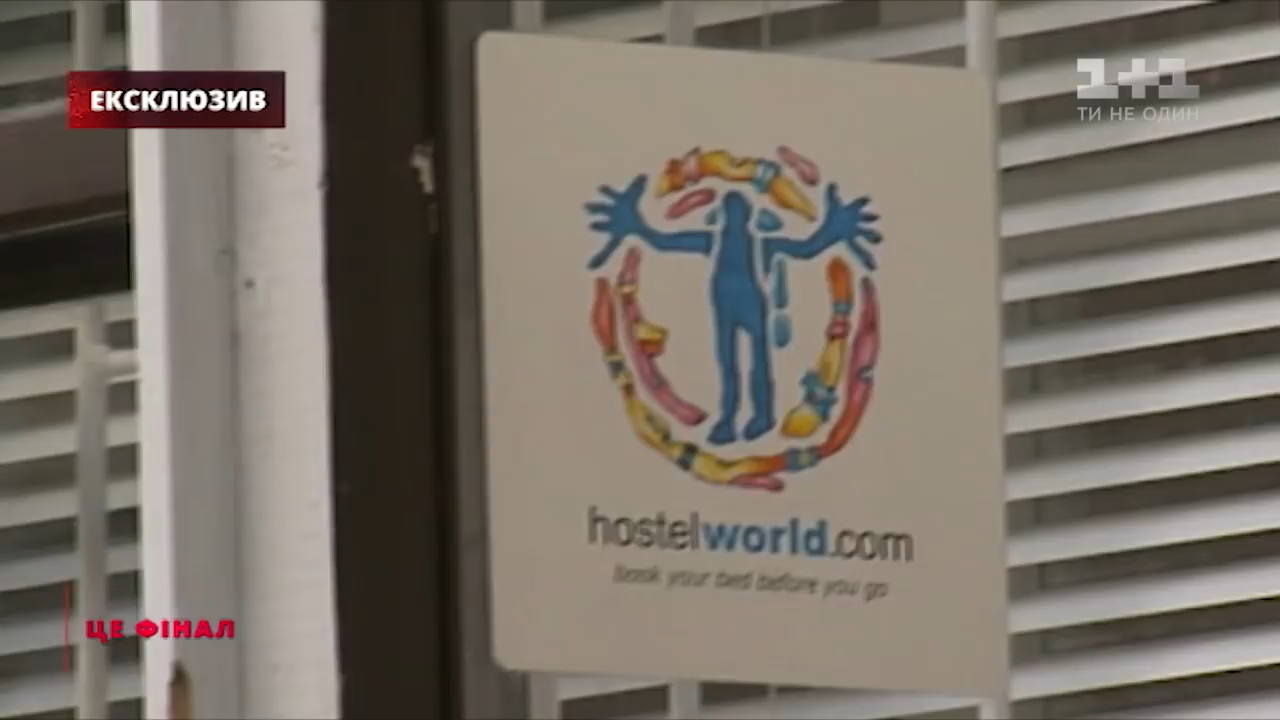 ЕКСКЛЮЗИВ
1+1
ТИ НЕ ОДИН
hostelworld.com
Book your bed before you go
ЦЕ ФІНАЛ